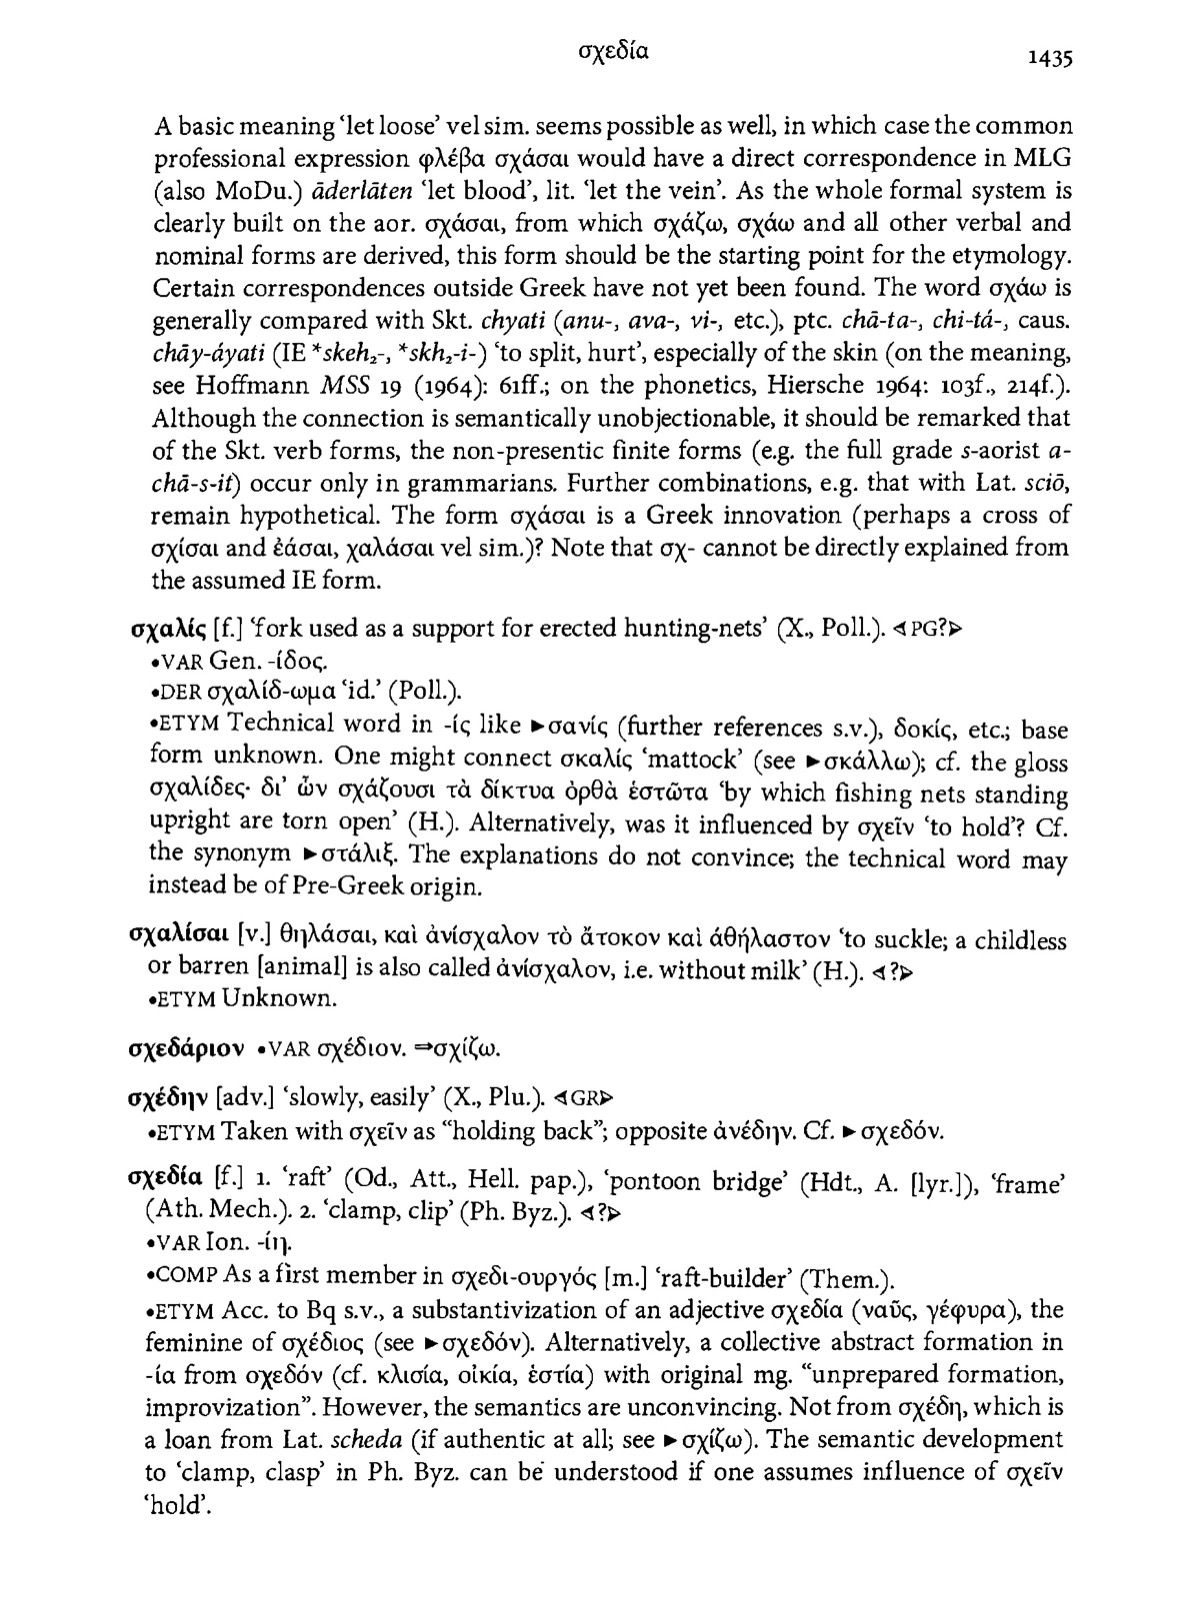 σχεδία
1435
A basic meaning ‘let loose’ vel sim. seems possible as well, in which case the common
professional expression φλέβα σχάσαι would have a direct correspondence in MLG
(also MoDu.) āderlāten ‘let blood’, lit. ‘let the vein’. As the whole formal system is
clearly built on the aor. σχάσαι, from which σχάζω, σχάω and all other verbal and
nominal forms are derived, this form should be the starting point for the etymology.
Certain correspondences outside Greek have not yet been found. The word σχάω is
generally compared with Skt. chyati (anu-, ava-, vi-, etc.), ptc. chā-ta-, chi-tá-, caus.
chāy-áyati (IE *skeh₂-, *skh₂-i-) ‘to split, hurt’, especially of the skin (on the meaning,
see Hoffmann MSS 19 (1964): 61ff.; on the phonetics, Hiersche 1964: 103f., 214f.).
Although the connection is semantically unobjectionable, it should be remarked that
of the Skt. verb forms, the non-presentic finite forms (e.g. the full grade s-aorist a-
chā-s-it) occur only in grammarians. Further combinations, e.g. that with Lat. sciō,
remain hypothetical. The form σχάσαι is a Greek innovation (perhaps a cross of
σχίσαι and ἐάσαι, χαλάσαι vel sim.)? Note that σχ- cannot be directly explained from
the assumed IE form.
σχαλίς [f.] ‘fork used as a support for erected hunting-nets’ (X., Poll.). ⊲PG?⊳
•VAR Gen. -ίδος.
•DER σχαλίδ-ωμα ‘id.’ (Poll.).
•ETYM Technical word in -ίς like ►σανίς (further references s.v.), δοκίς, etc.; base
form unknown. One might connect σκαλίς ‘mattock’ (see ►σκάλλω); cf. the gloss
σχαλίδες· δι’ ὧν σχάζουσι τὰ δίκτυα ὀρθὰ ἑστῶτα ‘by which fishing nets standing
upright are torn open’ (H.). Alternatively, was it influenced by σχεῖν ‘to hold’? Cf.
the synonym ►στάλιξ. The explanations do not convince; the technical word may
instead be of Pre-Greek origin.
σχαλίσαι [v.] θηλάσαι, καὶ ἀνίσχαλον τὸ ἄτοκον καὶ ἀθήλαστον ‘to suckle; a childless
or barren [animal] is also called ἀνίσχαλον, i.e. without milk’ (H.). ⊲?⊳
•ETYM Unknown.
σχεδάριον •VAR σχέδιον. ⇒σχίζω.
σχέδην [adv.] ‘slowly, easily’ (X., Plu.). ⊲GR⊳
•ETYM Taken with σχεῖν as “holding back”; opposite ἀνέδην. Cf. ►σχεδόν.
σχεδία [f.] 1. ‘raft’ (Od., Att., Hell. pap.), ‘pontoon bridge’ (Hdt., A. [lyr.]), ‘frame’
(Ath. Mech.). 2. ‘clamp, clip’ (Ph. Byz.). ⊲?⊳
•VAR Ion. -ίη.
•COMP As a first member in σχεδι-ουργός [m.] ‘raft-builder’ (Them.).
•ETYM Acc. to Bq s.v., a substantivization of an adjective σχεδία (ναῦς, γέφυρα), the
feminine of σχέδιος (see ►σχεδόν). Alternatively, a collective abstract formation in
-ία from σχεδόν (cf. κλισία, οἰκία, ἑστία) with original mg. “unprepared formation,
improvization”. However, the semantics are unconvincing. Not from σχέδη, which is
a loan from Lat. scheda (if authentic at all; see ►σχίζω). The semantic development
to ‘clamp, clasp’ in Ph. Byz. can be understood if one assumes influence of σχεῖν
‘hold’.